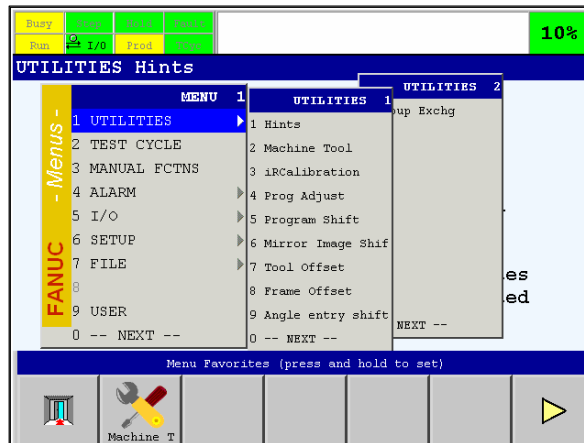 Busy Step Hold Fault
Run I/O Prod TCyc
10%
UTILITIES Hints
FANUC - Menus -
MENU 1
1 UTILITIES
2 TEST CYCLE
3 MANUAL FCTNS
4 ALARM
5 I/O
6 SETUP
7 FILE
8
9 USER
0 -- NEXT --
UTILITIES 1
1 Hints
2 Machine Tool
3 iRCalibration
4 Prog Adjust
5 Program Shift
6 Mirror Image Shif
7 Tool Offset
8 Frame Offset
9 Angle entry shift
0 -- NEXT --
UTILITIES 2
oup Exchg
NEXT --
es
ed
Menu Favorites (press and hold to set)
Machine T